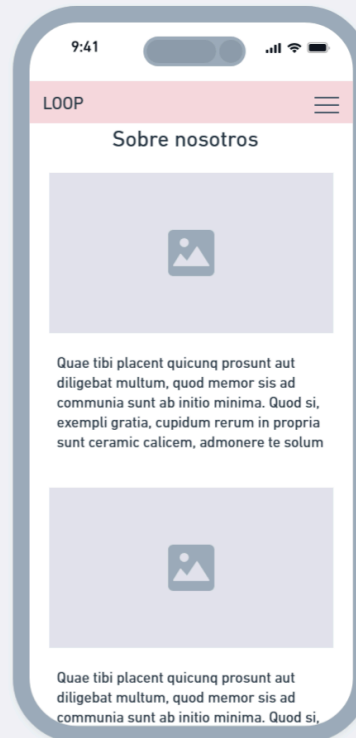 9:41
LOOP
Sobre nosotros
Quae tibi placent quicunq prosunt aut
diligebat multum, quod memor sis ad
communia sunt ab initio minima. Quod si,
exempli gratia, cupidum rerum in propria
sunt ceramic calicem, admonere te solum
Quae tibi placent quicunq prosunt aut
diligebat multum, quod memor sis ad
communia sunt ab initio minima. Quod si,